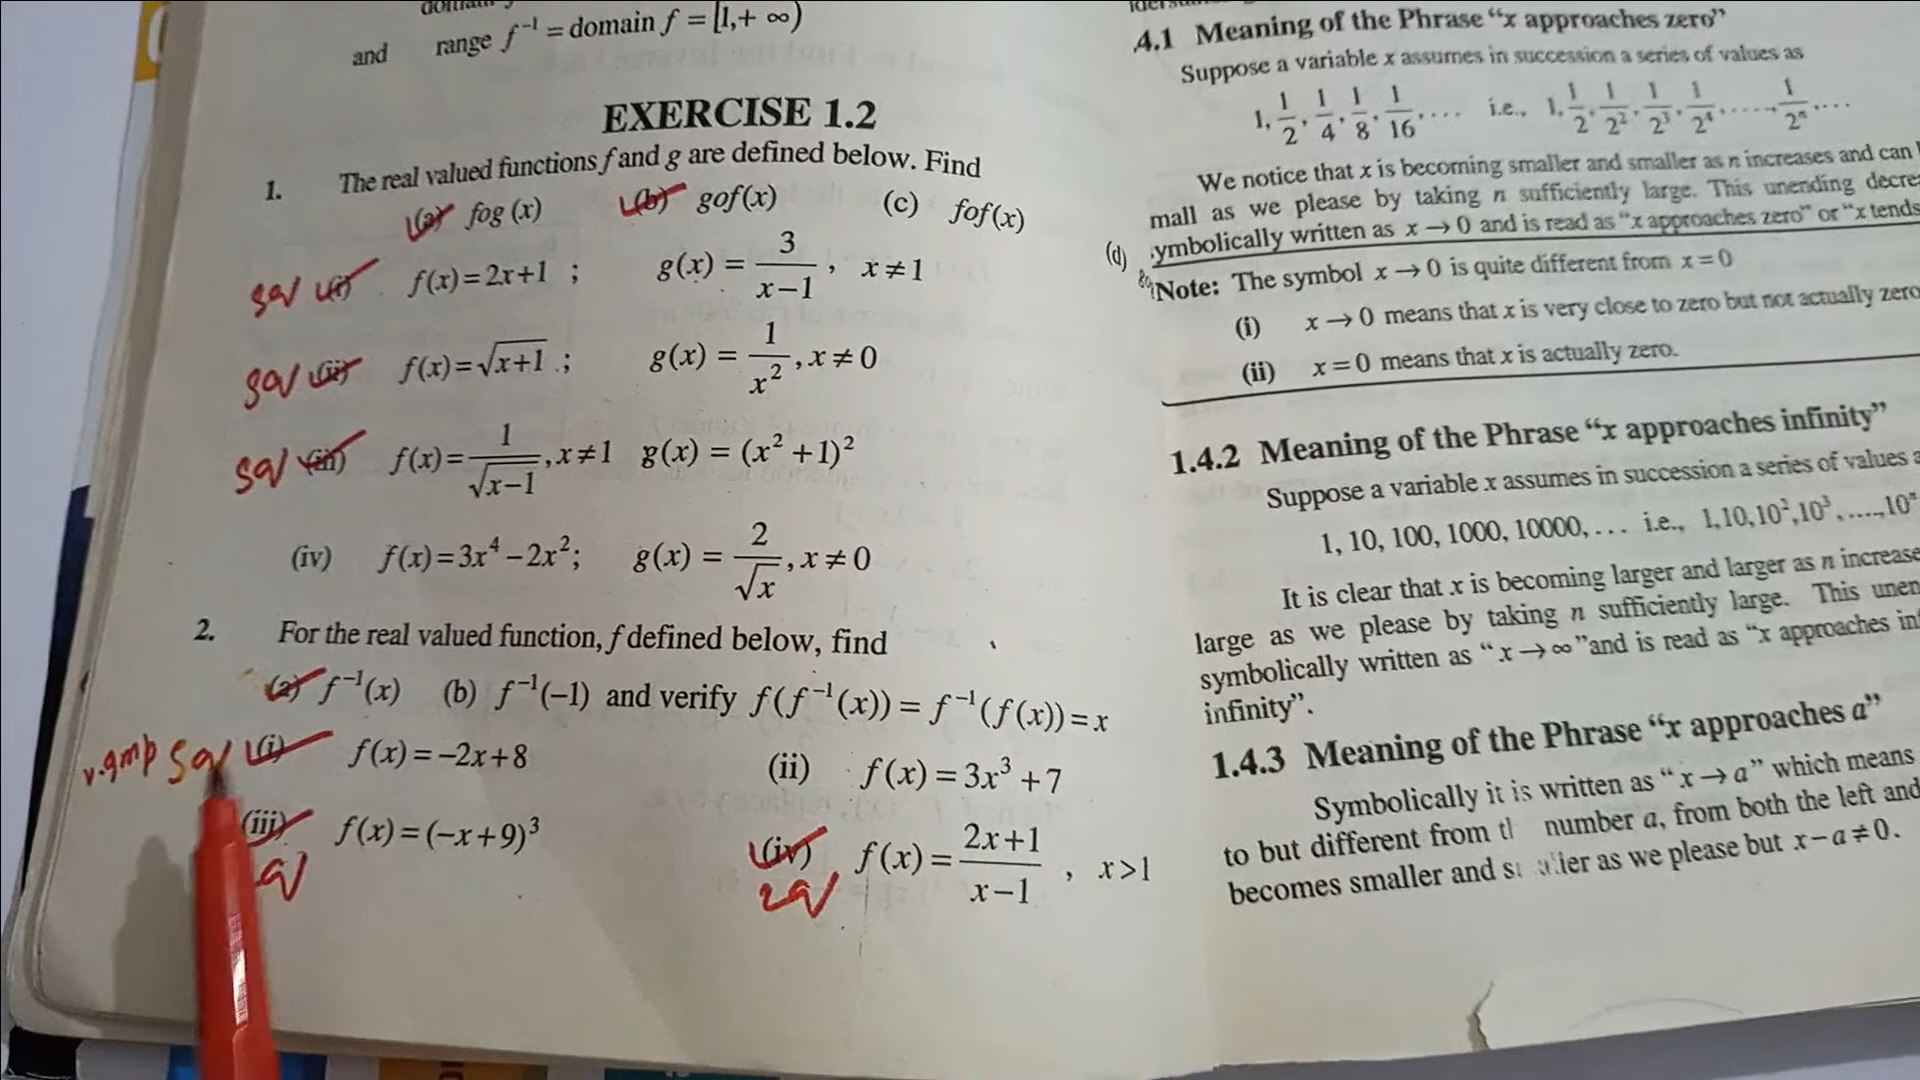 and range f⁻¹ = domain f = [1,+ ∞)
EXERCISE 1.2
1. The real valued functions f and g are defined below. Find
(a) fog (x) (b) gof(x) (c) fof(x) (d)
sq (i) f(x)=2x+1 ; g(x) = 3/(x−1) , x≠1
sq (ii) f(x)=√(x+1) ; g(x) = 1/x² , x≠0
sq (iii) f(x)=1/√(x−1) , x≠1 g(x) = (x²+1)²
(iv) f(x)=3x⁴−2x²; g(x) = 2/√x , x≠0
2. For the real valued function, f defined below, find
(a) f⁻¹(x) (b) f⁻¹(−1) and verify f(f⁻¹(x)) = f⁻¹(f(x)) = x
sq (i) f(x)=−2x+8 (ii) f(x)=3x³+7
(iii) f(x)=(−x+9)³ (iv) f(x)=(2x+1)/(x−1) , x>1
.4.1 Meaning of the Phrase “x approaches zero”
Suppose a variable x assumes in succession a series of values as
1, 1/2, 1/4, 1/8, 1/16, .... i.e., 1, 1/2, 1/2², 1/2³, 1/2⁴, ....., 1/2ⁿ, ....
We notice that x is becoming smaller and smaller as n increases and can
mall as we please by taking n sufficiently large. This unending decre
ymbolically written as x → 0 and is read as “x approaches zero” or “x tends
Note: The symbol x → 0 is quite different from x = 0
(i) x → 0 means that x is very close to zero but not actually zero
(ii) x = 0 means that x is actually zero.
1.4.2 Meaning of the Phrase “x approaches infinity”
Suppose a variable x assumes in succession a series of values a
1, 10, 100, 1000, 10000, . . . i.e., 1,10,10²,10³,.....,10ⁿ
It is clear that x is becoming larger and larger as n increase
large as we please by taking n sufficiently large. This unen
symbolically written as “x → ∞” and is read as “x approaches in
infinity”.
1.4.3 Meaning of the Phrase “x approaches a”
Symbolically it is written as “x → a” which means
to but different from number a, from both the left and
becomes smaller and as we please but x−a ≠ 0.